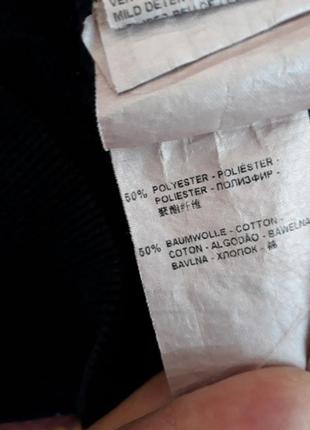 MILD DETER
50% POLYESTER - POLIÉSTER -
POLIESTER - ПОЛИЭФИР -
聚酯纤维
50% BAUMWOLLE - COTTON -
COTON - ALGODÃO - BAWEŁNA
BAVLNA - ХЛОПОК - 棉